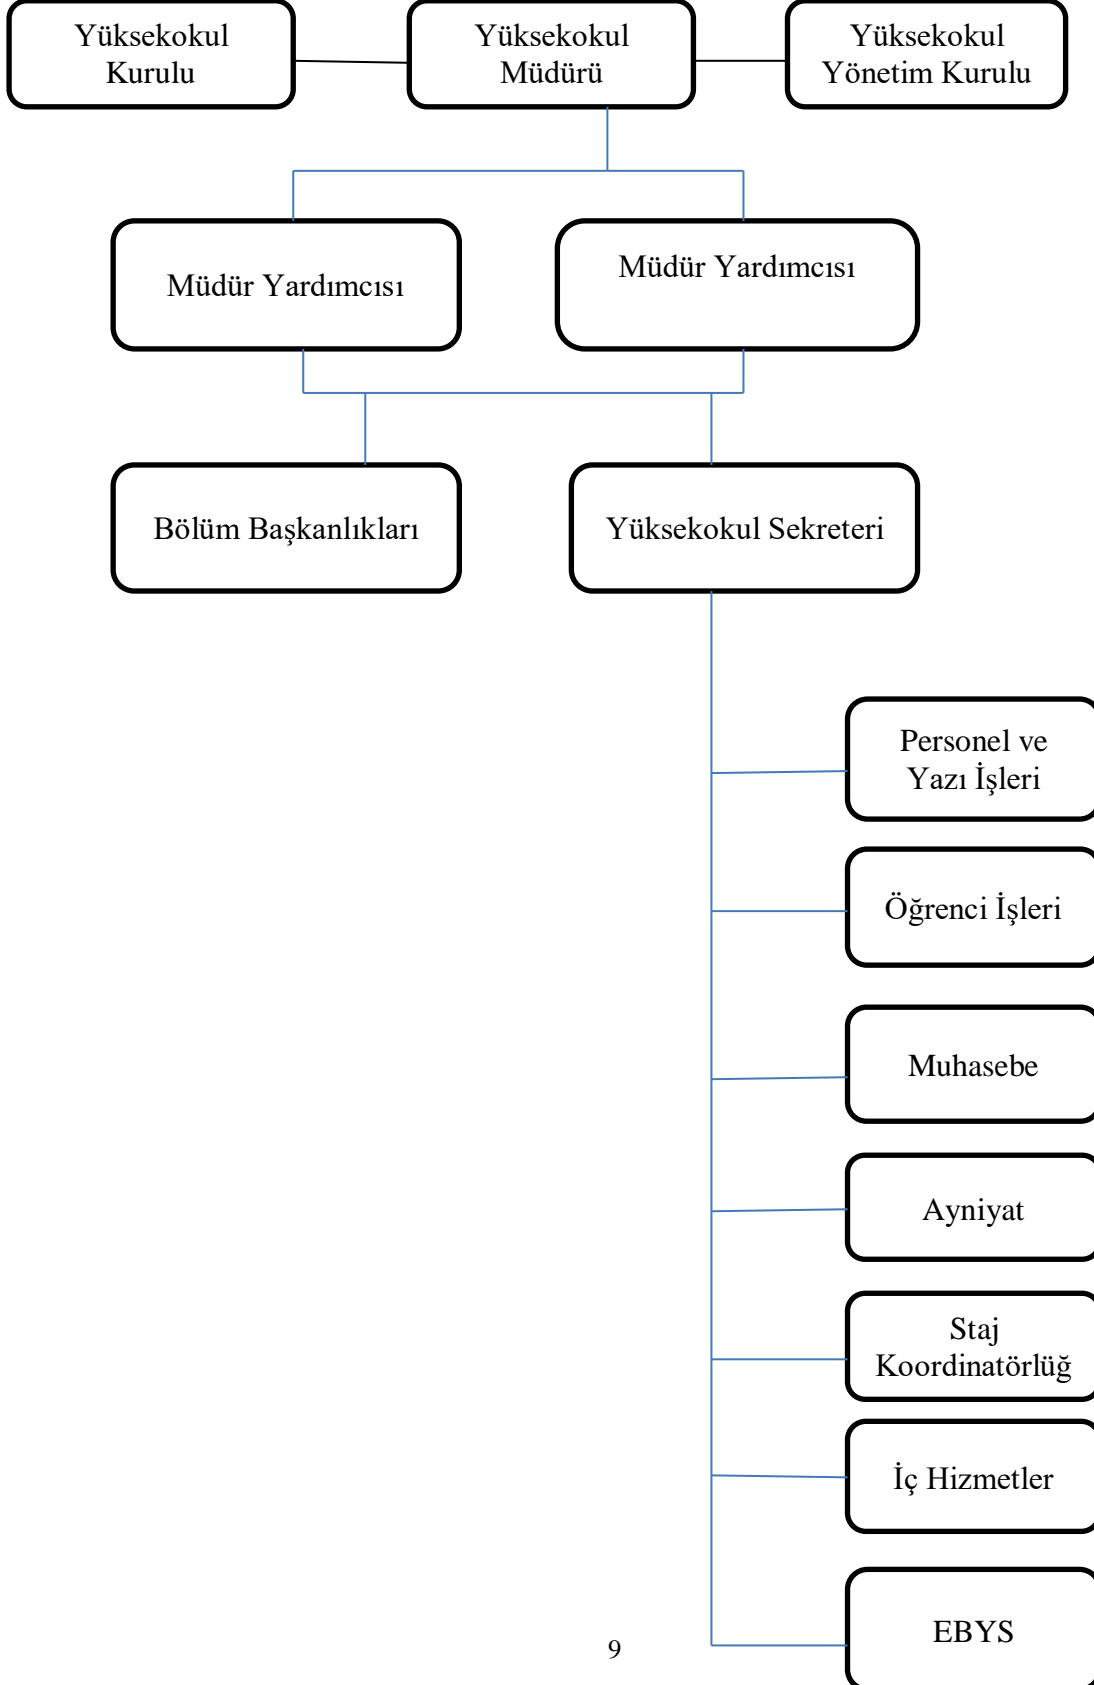 Yüksekokul
Kurulu
Yüksekokul
Müdürü
Yüksekokul
Yönetim Kurulu
Müdür Yardımcısı
Müdür Yardımcısı
Bölüm Başkanlıkları
Yüksekokul Sekreteri
Personel ve
Yazı İşleri
Öğrenci İşleri
Muhasebe
Ayniyat
Staj
Koordinatörlüğ
İç Hizmetler
EBYS
9